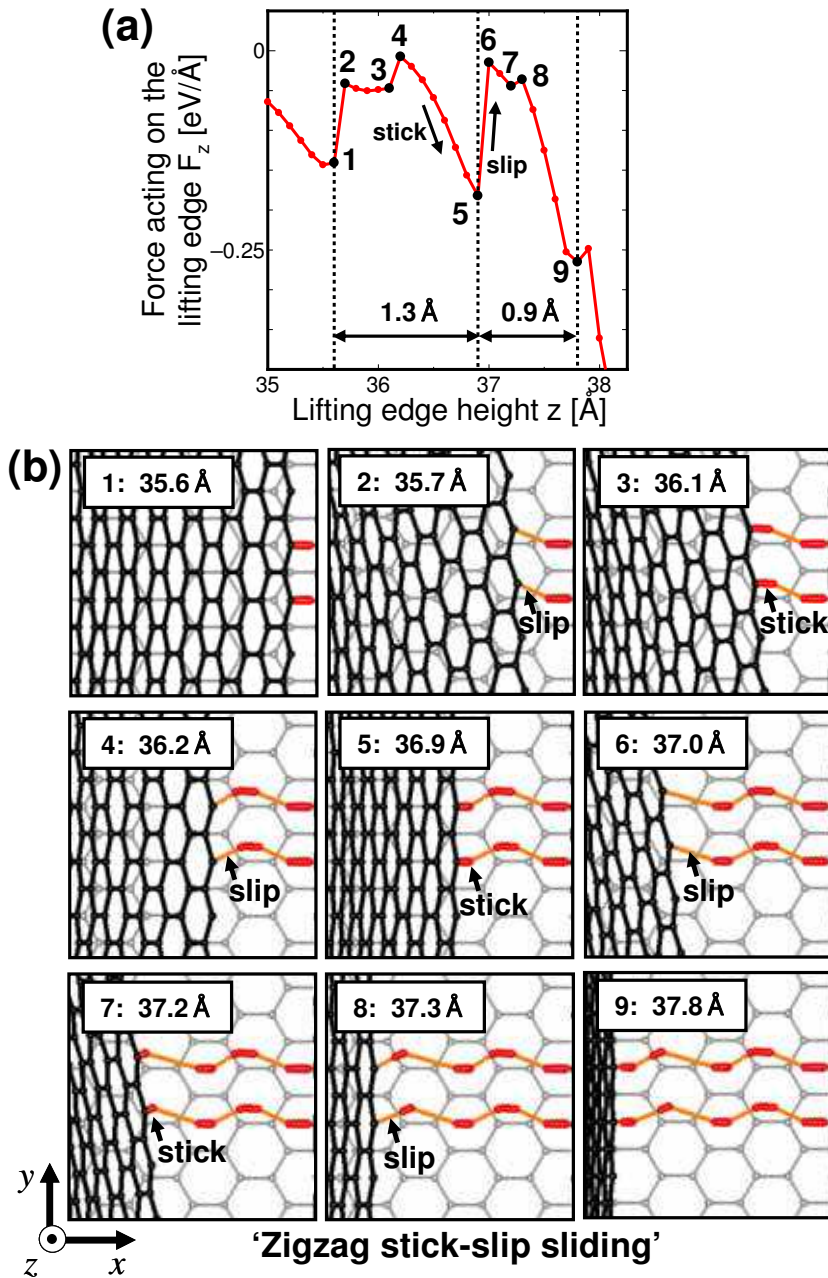 (a)
Force acting on the
lifting edge F_z [eV/Å]
0
−0.25
1
2
3
4
5
6
7
8
9
stick
slip
1.3 Å
0.9 Å
35
36
37
38
Lifting edge height z [Å]
(b)
1: 35.6 Å
2: 35.7 Å
slip
3: 36.1 Å
stick
4: 36.2 Å
slip
5: 36.9 Å
stick
6: 37.0 Å
slip
7: 37.2 Å
stick
8: 37.3 Å
slip
9: 37.8 Å
y
z
x
'Zigzag stick-slip sliding'